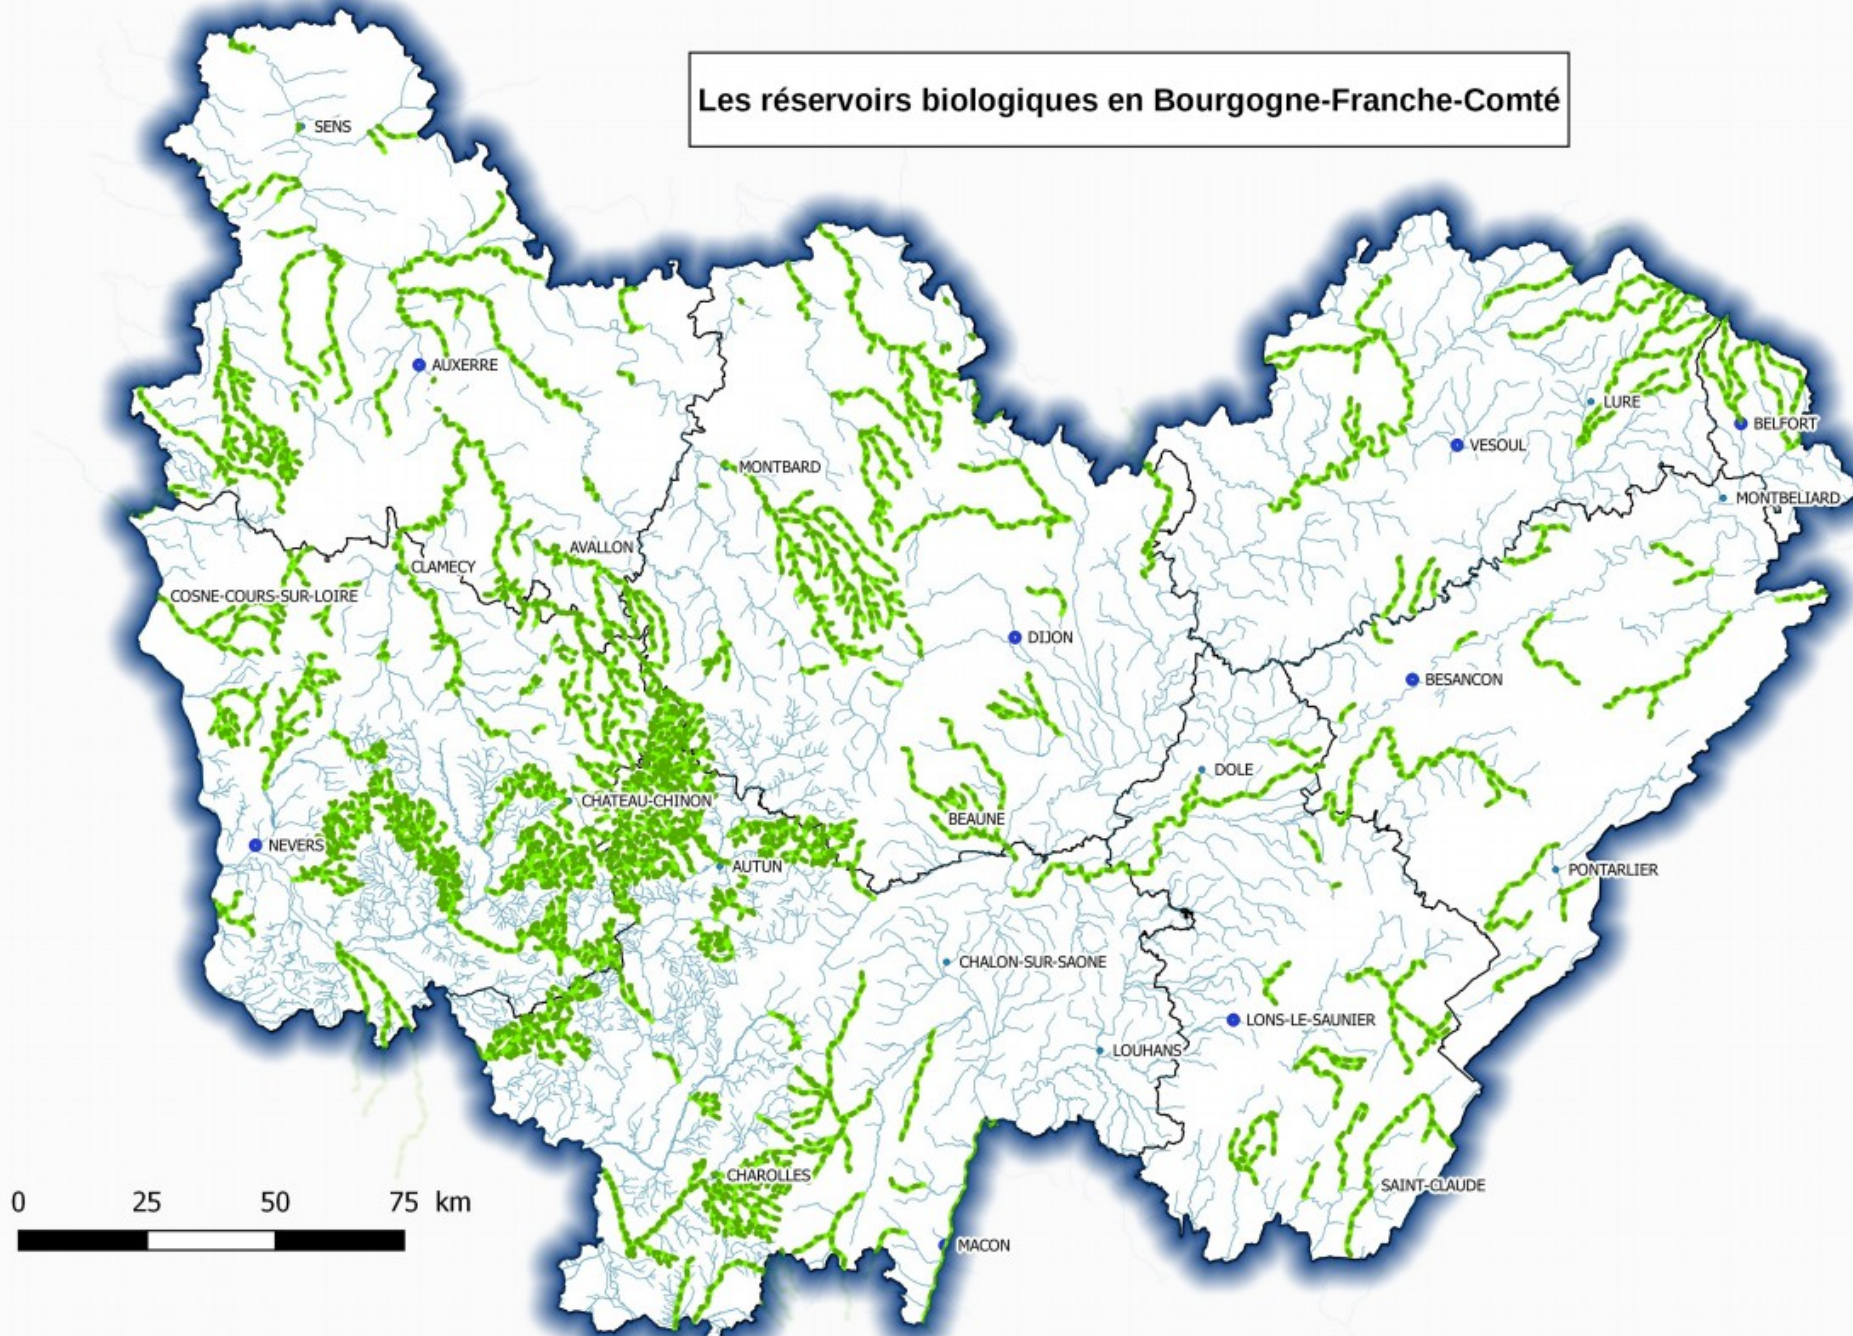 Les réservoirs biologiques en Bourgogne-Franche-Comté
SENS
AUXERRE
LURE
BELFORT
VESOUL
MONTBARD
MONTBELIARD
AVALLON
CLAMECY
COSNE-COURS-SUR-LOIRE
DIJON
BESANCON
DOLE
CHATEAU-CHINON
BEAUNE
NEVERS
AUTUN
PONTARLIER
CHALON-SUR-SAONE
LONS-LE-SAUNIER
LOUHANS
CHAROLLES
SAINT-CLAUDE
0 25 50 75 km
MACON